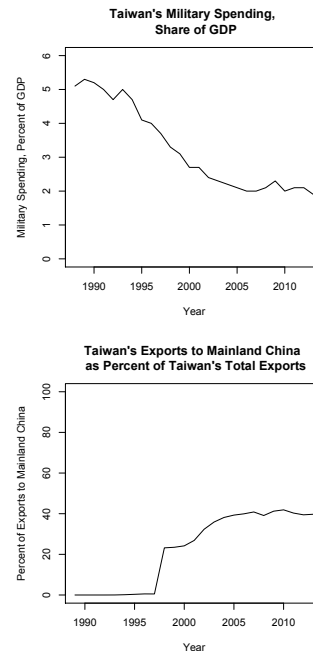 Taiwan's Military Spending,
Share of GDP
Military Spending, Percent of GDP
6
5
4
3
2
1
0
1990 1995 2000 2005 2010
Year
Taiwan's Exports to Mainland China
as Percent of Taiwan's Total Exports
Percent of Exports to Mainland China
100
80
60
40
20
0
1990 1995 2000 2005 2010
Year